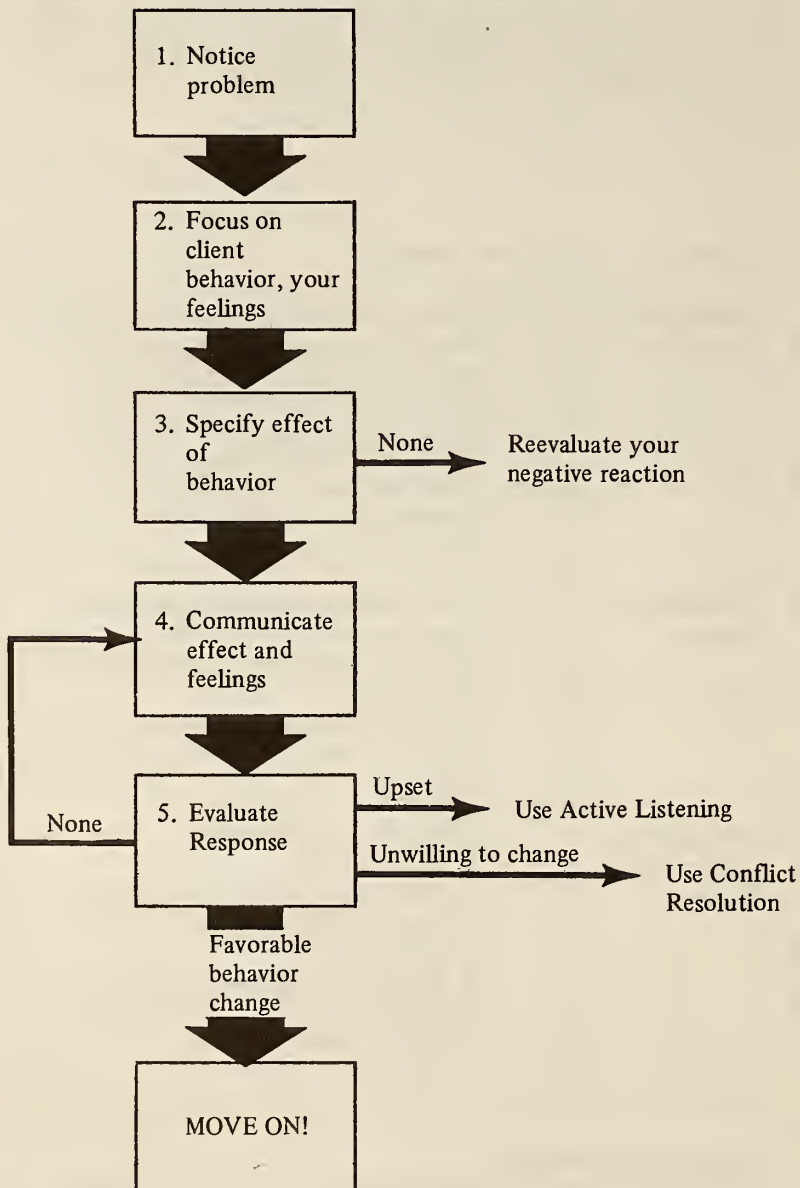 1. Notice
problem
2. Focus on
client
behavior, your
feelings
3. Specify effect
of
behavior
None
Reevaluate your
negative reaction
4. Communicate
effect and
feelings
5. Evaluate
Response
None
Upset
Use Active Listening
Unwilling to change
Use Conflict
Resolution
Favorable
behavior
change
MOVE ON!